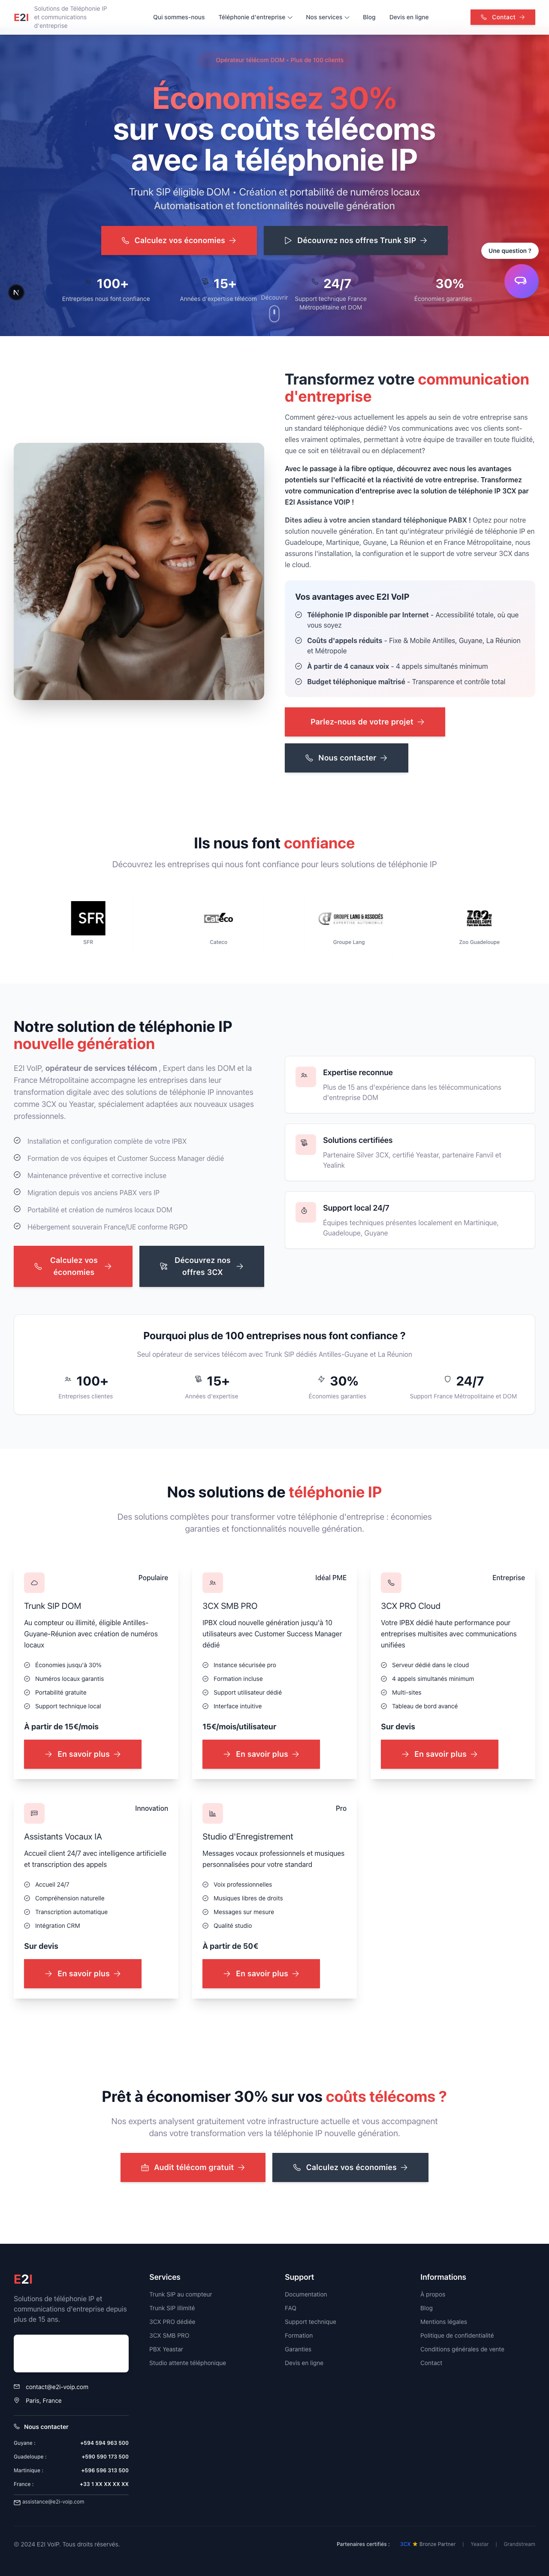 E2I
Solutions de Téléphonie IP
et communications
d'entreprise
Qui sommes-nous
Téléphonie d'entreprise
Nos services
Blog
Devis en ligne
Contact
Opérateur télécom DOM • Plus de 100 clients
Économisez 30%
sur vos coûts télécoms
avec la téléphonie IP
Trunk SIP éligible DOM • Création et portabilité de numéros locaux
Automatisation et fonctionnalités nouvelle génération
Calculez vos économies
Découvrez nos offres Trunk SIP
Une question ?
100+
Entreprises nous font confiance
15+
Années d'expertise télécom
Découvrir
24/7
Support technique France
Métropolitaine et DOM
30%
Économies garanties
N
Transformez votre communication
d'entreprise
Comment gérez-vous actuellement les appels au sein de votre entreprise sans
un standard téléphonique dédié? Vos communications avec vos clients sont-
elles vraiment optimales, permettant à votre équipe de travailler en toute fluidité,
que ce soit en télétravail ou en déplacement?
Avec le passage à la fibre optique, découvrez avec nous les avantages
potentiels sur l'efficacité et la réactivité de votre entreprise. Transformez
votre communication d'entreprise avec la solution de téléphonie IP 3CX par
E2I Assistance VOIP !
Dites adieu à votre ancien standard téléphonique PABX ! Optez pour notre
solution nouvelle génération. En tant qu'intégrateur privilégié de téléphonie IP en
Guadeloupe, Martinique, Guyane, La Réunion et en France Métropolitaine, nous
assurons l'installation, la configuration et le support de votre serveur 3CX dans
le cloud.
Vos avantages avec E2I VoIP
Téléphonie IP disponible par Internet - Accessibilité totale, où que
vous soyez
Coûts d'appels réduits - Fixe & Mobile Antilles, Guyane, La Réunion
et Métropole
À partir de 4 canaux voix - 4 appels simultanés minimum
Budget téléphonique maîtrisé - Transparence et contrôle total
Parlez-nous de votre projet
Nous contacter
Ils nous font confiance
Découvrez les entreprises qui nous font confiance pour leurs solutions de téléphonie IP
SFR
GROUPE LANG & ASSOCIÉS
EXPERTISE AUTOMOBILE
ZOO
GUADELOUPE
SFR
Cateco
Groupe Lang
Zoo Guadeloupe
Notre solution de téléphonie IP
nouvelle génération
E2I VoIP, opérateur de services télécom , Expert dans les DOM et la
France Métropolitaine accompagne les entreprises dans leur
transformation digitale avec des solutions de téléphonie IP innovantes
comme 3CX ou Yeastar, spécialement adaptées aux nouveaux usages
professionnels.
Installation et configuration complète de votre IPBX
Formation de vos équipes et Customer Success Manager dédié
Maintenance préventive et corrective incluse
Migration depuis vos anciens PABX vers IP
Portabilité et création de numéros locaux DOM
Hébergement souverain France/UE conforme RGPD
Calculez vos
économies
Découvrez nos
offres 3CX
Expertise reconnue
Plus de 15 ans d'expérience dans les télécommunications
d'entreprise DOM
Solutions certifiées
Partenaire Silver 3CX, certifié Yeastar, partenaire Fanvil et
Yealink
Support local 24/7
Équipes techniques présentes localement en Martinique,
Guadeloupe, Guyane
Pourquoi plus de 100 entreprises nous font confiance ?
Seul opérateur de services télécom avec Trunk SIP dédiés Antilles-Guyane et La Réunion
100+
Entreprises clientes
15+
Années d'expertise
30%
Économies garanties
24/7
Support France Métropolitaine et DOM
Nos solutions de téléphonie IP
Des solutions complètes pour transformer votre téléphonie d'entreprise : économies
garanties et fonctionnalités nouvelle génération.
Populaire
Trunk SIP DOM
Au compteur ou illimité, éligible Antilles-
Guyane-Réunion avec création de numéros
locaux
Économies jusqu'à 30%
Numéros locaux garantis
Portabilité gratuite
Support technique local
À partir de 15€/mois
En savoir plus
Idéal PME
3CX SMB PRO
IPBX cloud nouvelle génération jusqu'à 10
utilisateurs avec Customer Success Manager
dédié
Instance sécurisée pro
Formation incluse
Support utilisateur dédié
Interface intuitive
15€/mois/utilisateur
En savoir plus
Entreprise
3CX PRO Cloud
Votre IPBX dédié haute performance pour
entreprises multisites avec communications
unifiées
Serveur dédié dans le cloud
4 appels simultanés minimum
Multi-sites
Tableau de bord avancé
Sur devis
En savoir plus
Innovation
Assistants Vocaux IA
Accueil client 24/7 avec intelligence artificielle
et transcription des appels
Accueil 24/7
Compréhension naturelle
Transcription automatique
Intégration CRM
Sur devis
En savoir plus
Pro
Studio d'Enregistrement
Messages vocaux professionnels et musiques
personnalisées pour votre standard
Voix professionnelles
Musiques libres de droits
Messages sur mesure
Qualité studio
À partir de 50€
En savoir plus
Prêt à économiser 30% sur vos coûts télécoms ?
Nos experts analysent gratuitement votre infrastructure actuelle et vous accompagnent
dans votre transformation vers la téléphonie IP nouvelle génération.
Audit télécom gratuit
Calculez vos économies
E2I
Solutions de téléphonie IP et
communications d'entreprise depuis
plus de 15 ans.
contact@e2i-voip.com
Paris, France
Nous contacter
Guyane : +594 594 963 500
Guadeloupe : +590 590 173 500
Martinique : +596 596 313 500
France : +33 1 XX XX XX XX
assistance@e2i-voip.com
Services
Trunk SIP au compteur
Trunk SIP illimité
3CX PRO dédiée
3CX SMB PRO
PBX Yeastar
Studio attente téléphonique
Support
Documentation
FAQ
Support technique
Formation
Garanties
Devis en ligne
Informations
À propos
Blog
Mentions légales
Politique de confidentialité
Conditions générales de vente
Contact
© 2024 E2I VoIP. Tous droits réservés.
Partenaires certifiés : 3CX ⭐ Bronze Partner | Yeastar | Grandstream